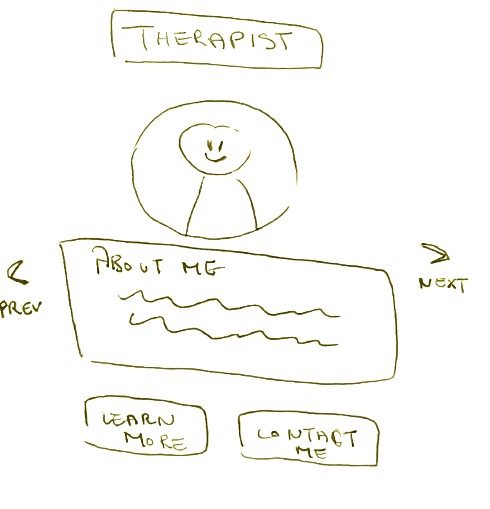 THERAPIST
ABOUT ME
PREV
NEXT
LEARN
MORE
CONTACT
ME